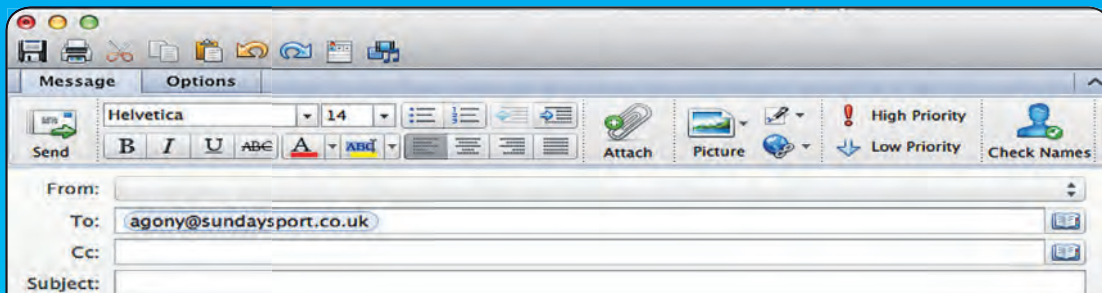 Message Options
Helvetica 14
High Priority
B I U ABC A ABC
Send Attach Picture Low Priority Check Names
From:
To: agony@sundaysport.co.uk
Cc:
Subject: